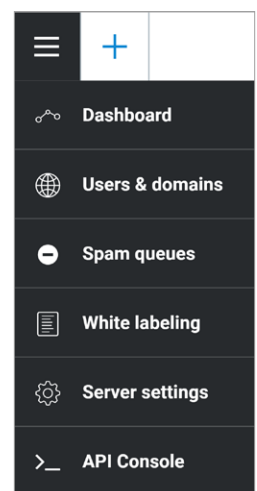 Dashboard
Users & domains
Spam queues
White labeling
Server settings
API Console